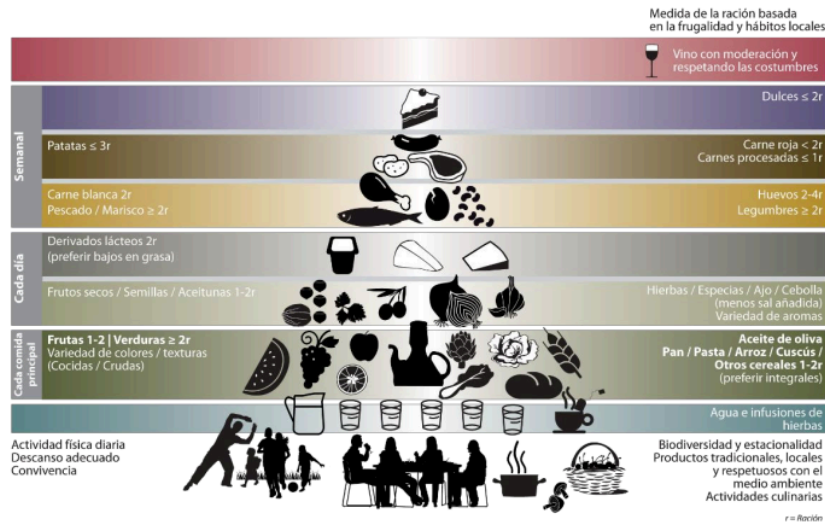 Medida de la ración basada
en la frugalidad y hábitos locales
Vino con moderación y
respetando las costumbres
Semanal
Dulces ≤ 2r
Patatas ≤ 3r
Carne roja < 2r
Carnes procesadas ≤ 1r
Carne blanca 2r
Pescado / Marisco ≥ 2r
Huevos 2-4r
Legumbres ≥ 2r
Cada día
Derivados lácteos 2r
(preferir bajos en grasa)
Frutos secos / Semillas / Aceitunas 1-2r
Hierbas / Especias / Ajo / Cebolla
(menos sal añadida)
Variedad de aromas
Cada comida
principal
Frutas 1-2 | Verduras ≥ 2r
Variedad de colores / texturas
(Cocidas / Crudas)
Aceite de oliva
Pan / Pasta / Arroz / Cuscús /
Otros cereales 1-2r
(preferir integrales)
Agua e infusiones de
hierbas
Actividad física diaria
Descanso adecuado
Convivencia
Biodiversidad y estacionalidad
Productos tradicionales, locales
y respetuosos con el
medio ambiente
Actividades culinarias
r = Ración